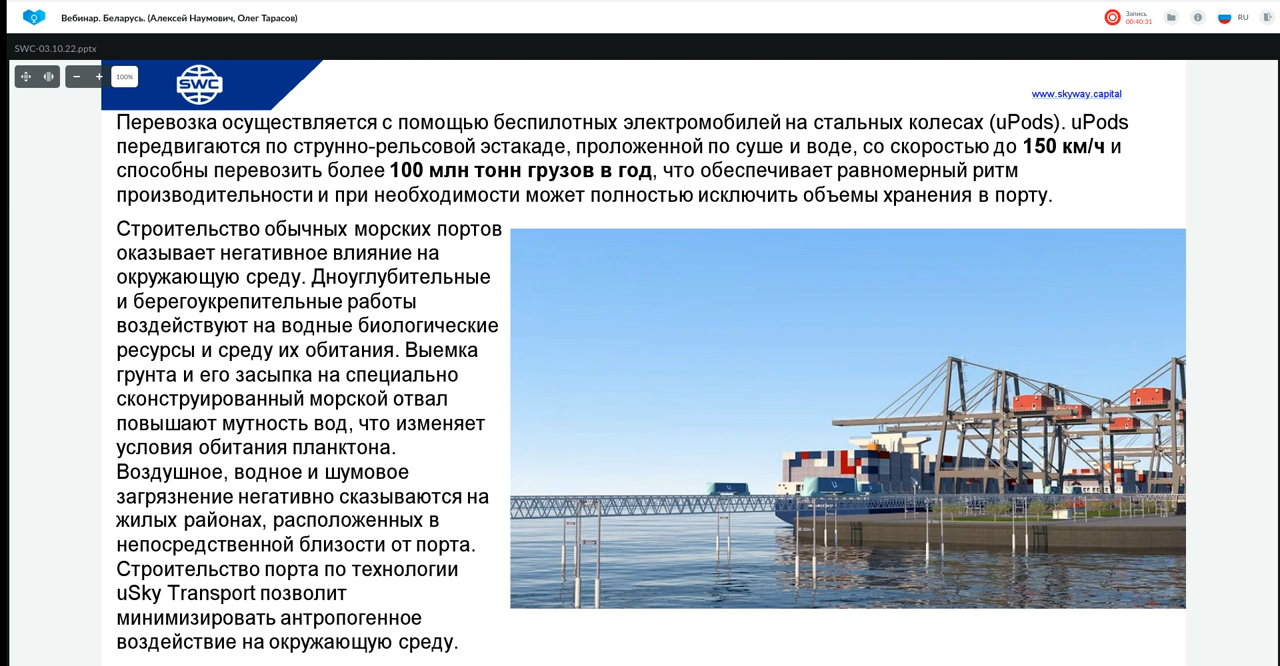 Вебинар. Беларусь. (Алексей Наумович, Олег Тарасов)
Запись
00:40:31
RU
SWC-03.10.22.pptx
100%
SWC
www.skyway.capital
Перевозка осуществляется с помощью беспилотных электромобилей на стальных колесах (uPods). uPods
передвигаются по струнно-рельсовой эстакаде, проложенной по суше и воде, со скоростью до 150 км/ч и
способны перевозить более 100 млн тонн грузов в год, что обеспечивает равномерный ритм
производительности и при необходимости может полностью исключить объемы хранения в порту.
Строительство обычных морских портов
оказывает негативное влияние на
окружающую среду. Дноуглубительные
и берегоукрепительные работы
воздействуют на водные биологические
ресурсы и среду их обитания. Выемка
грунта и его засыпка на специально
сконструированный морской отвал
повышают мутность вод, что изменяет
условия обитания планктона.
Воздушное, водное и шумовое
загрязнение негативно сказываются на
жилых районах, расположенных в
непосредственной близости от порта.
Строительство порта по технологии
uSky Transport позволит
минимизировать антропогенное
воздействие на окружающую среду.